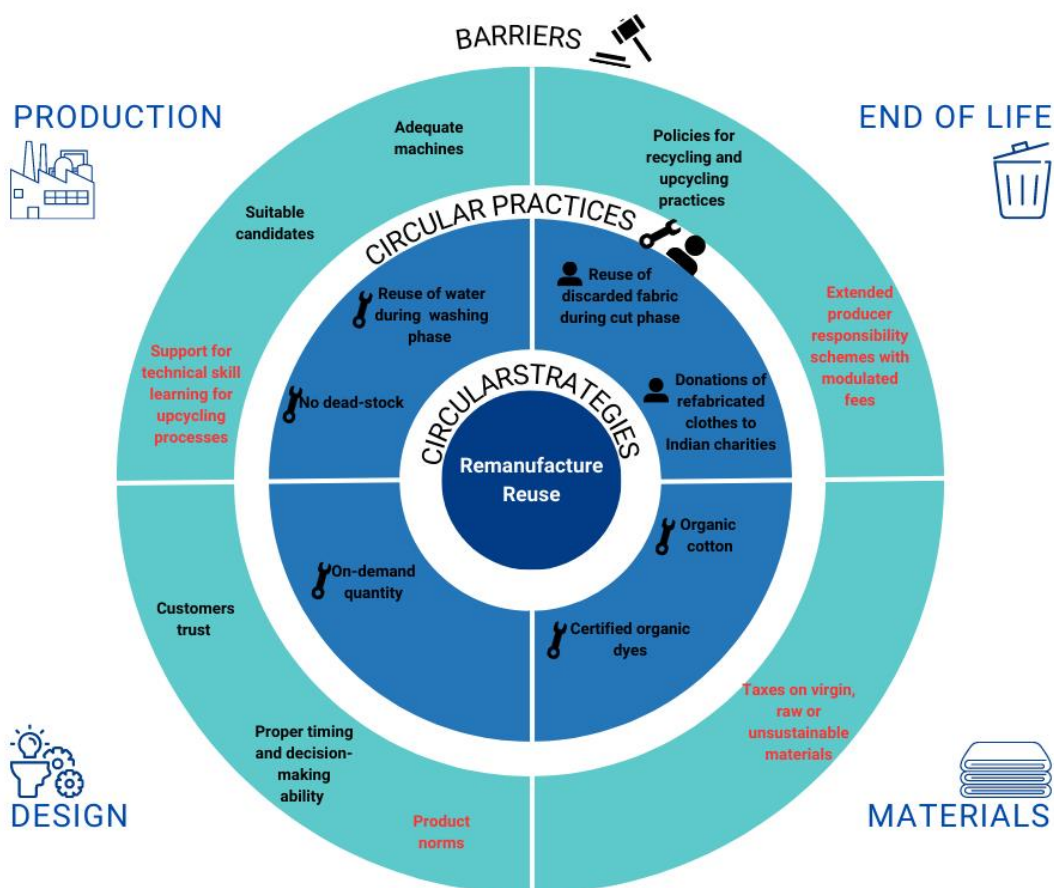 BARRIERS
PRODUCTION
END OF LIFE
Adequate
machines
Suitable
candidates
Support for
technical skill
learning for
upcycling
processes
Policies for
recycling and
upcycling
practices
Extended
producer
responsibility
schemes with
modulated
fees
CIRCULAR PRACTICES
Reuse of water
during washing
phase
No dead-stock
Reuse of
discarded fabric
during cut phase
Donations of
refabricated
clothes to
Indian charities
CIRCULARSTRATEGIES
Remanufacture
Reuse
On-demand
quantity
Organic
cotton
Certified organic
dyes
Customers
trust
Proper timing
and decision-
making
ability
Product
norms
Taxes on virgin,
raw or
unsustainable
materials
DESIGN
MATERIALS